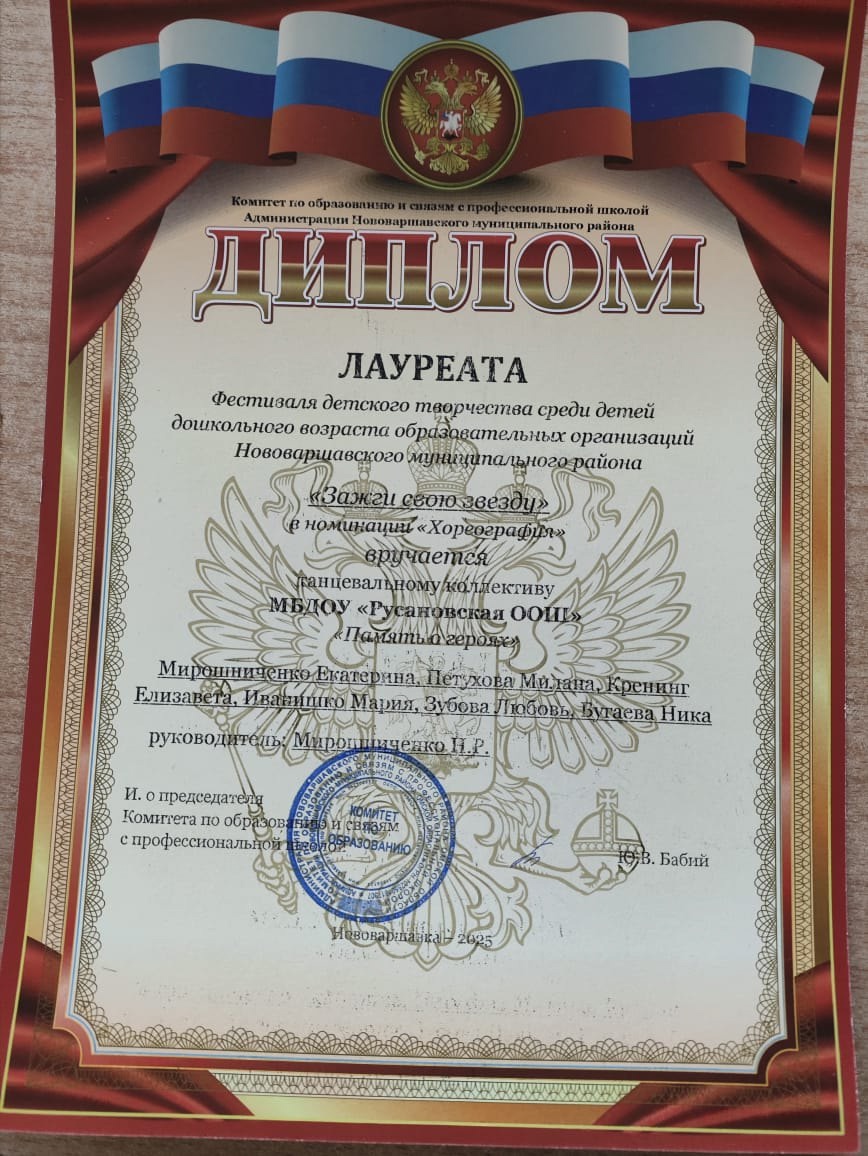 Комитет по образованию и связям с профессиональной школой
Администрации Нововаршавского муниципального района
ДИПЛОМ
ЛАУРЕАТА
Фестиваля детского творчества среди детей
дошкольного возраста образовательных организаций
Нововаршавского муниципального района
«Зажги свою звезду»
в номинации «Хореография»
вручается
танцевальному коллективу
МБДОУ «Русановская ООШ»
«Память о героях»
Мирошниченко Екатерина, Петухова Милана, Кренинг
Елизавета, Иванишко Мария, Зубова Любовь, Бугаева Ника
руководитель: Мирошниченко Н.Р.
И. о председателя
Комитета по образованию и связям
с профессиональной школой
Ю.В. Бабий
КОМИТЕТ
ПО
ОБРАЗОВАНИЮ
Нововаршавка – 2025